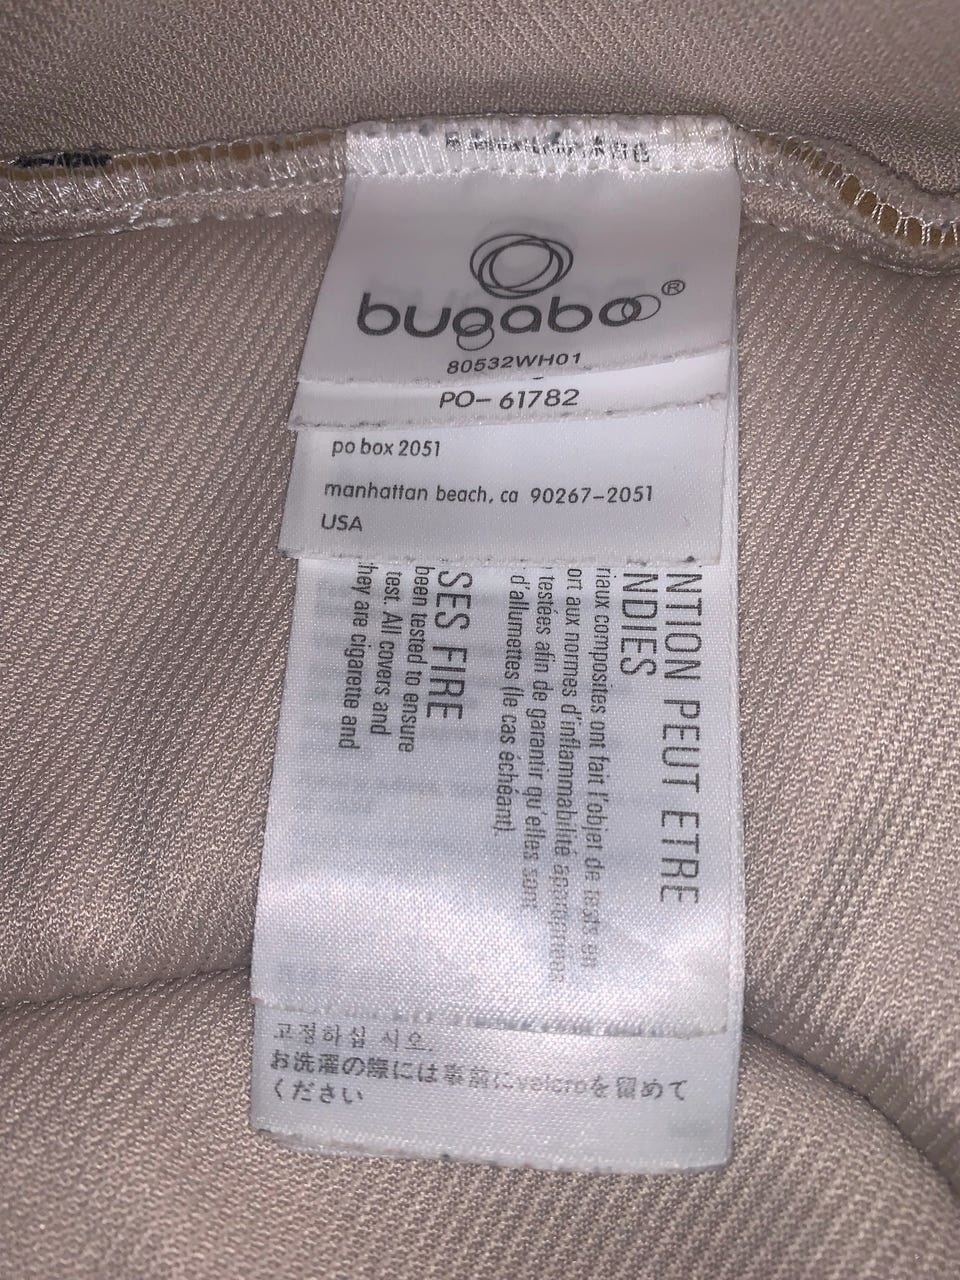 bugaboo®
80532WH01
PO- 61782
po box 2051
manhattan beach, ca 90267-2051
USA
NTION PEUT ETRE
NDIES
riaux composites ont fait l'objet de tests en
ort aux normes d'inflammabilité
testées afin de garantir qu'elles sont
d'allumettes (le cas échéant).
SES FIRE
been tested to ensure
test. All covers and
hey are cigarette and
고정하십 시오.
お洗濯の際には事前にvelcroを留めて
ください